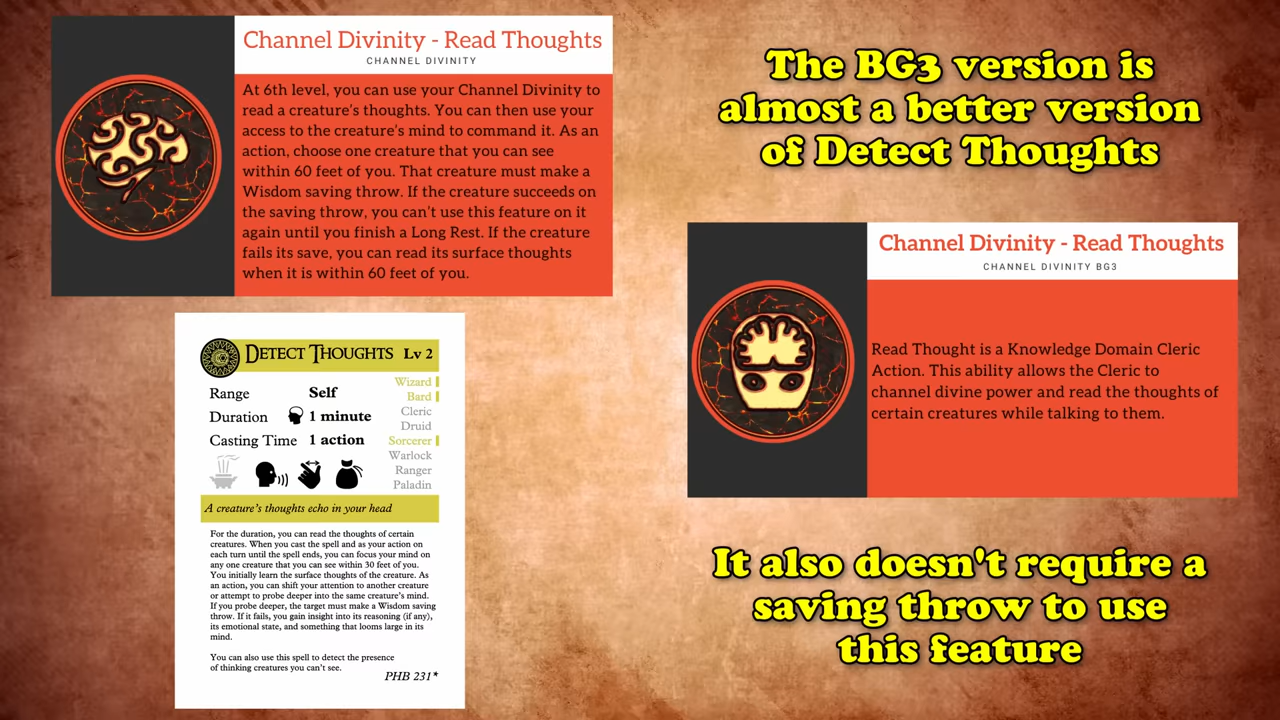 Channel Divinity - Read Thoughts
CHANNEL DIVINITY
At 6th level, you can use your Channel Divinity to
read a creature's thoughts. You can then use your
access to the creature's mind to command it. As an
action, choose one creature that you can see
within 60 feet of you. That creature must make a
Wisdom saving throw. If the creature succeeds on
the saving throw, you can't use this feature on it
again until you finish a Long Rest. If the creature
fails its save, you can read its surface thoughts
when it is within 60 feet of you.
DETECT THOUGHTS Lv 2
Range Self
Duration 1 minute
Casting Time 1 action
Wizard
Bard
Cleric
Druid
Sorcerer
Warlock
Ranger
Paladin
A creature's thoughts echo in your head
For the duration, you can read the thoughts of certain
creatures. When you cast the spell and as your action on
each turn until the spell ends, you can focus your mind on
any one creature that you can see within 30 feet of you.
You initially learn the surface thoughts of the creature. As
an action, you can shift your attention to another creature
or attempt to probe deeper into the same creature's mind.
If you probe deeper, the target must make a Wisdom saving
throw. If it fails, you gain insight into its reasoning (if any),
its emotional state, and something that looms large in its
mind.
You can also use this spell to detect the presence
of thinking creatures you can't see.
PHB 231*
The BG3 version is
almost a better version
of Detect Thoughts
Channel Divinity - Read Thoughts
CHANNEL DIVINITY BG3
Read Thought is a Knowledge Domain Cleric
Action. This ability allows the Cleric to
channel divine power and read the thoughts of
certain creatures while talking to them.
It also doesn't require a
saving throw to use
this feature